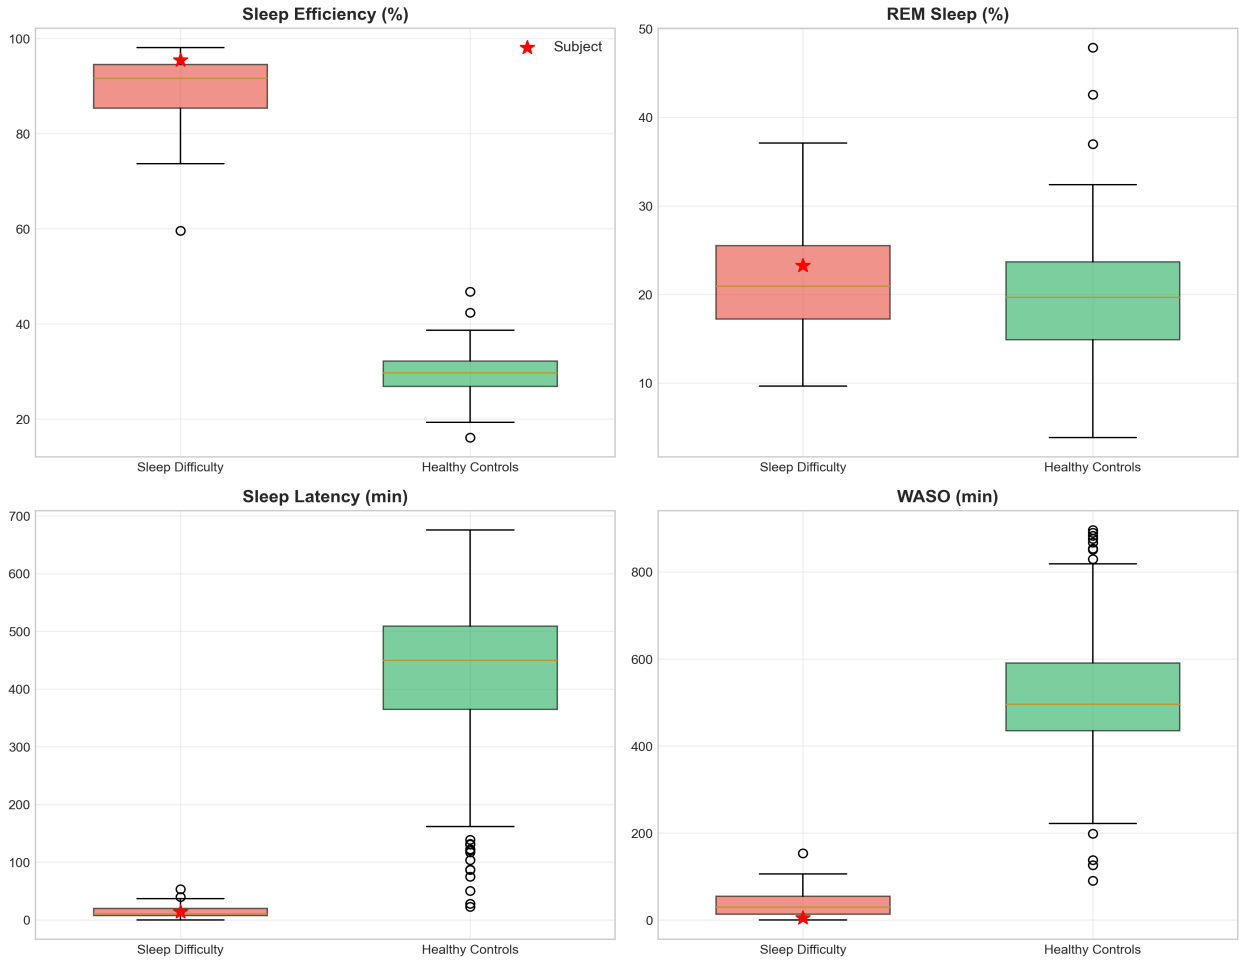 Sleep Efficiency (%)
100
80
60
40
20
Subject
Sleep Difficulty
Healthy Controls
REM Sleep (%)
50
40
30
20
10
Sleep Difficulty
Healthy Controls
Sleep Latency (min)
700
600
500
400
300
200
100
0
Sleep Difficulty
Healthy Controls
WASO (min)
800
600
400
200
0
Sleep Difficulty
Healthy Controls